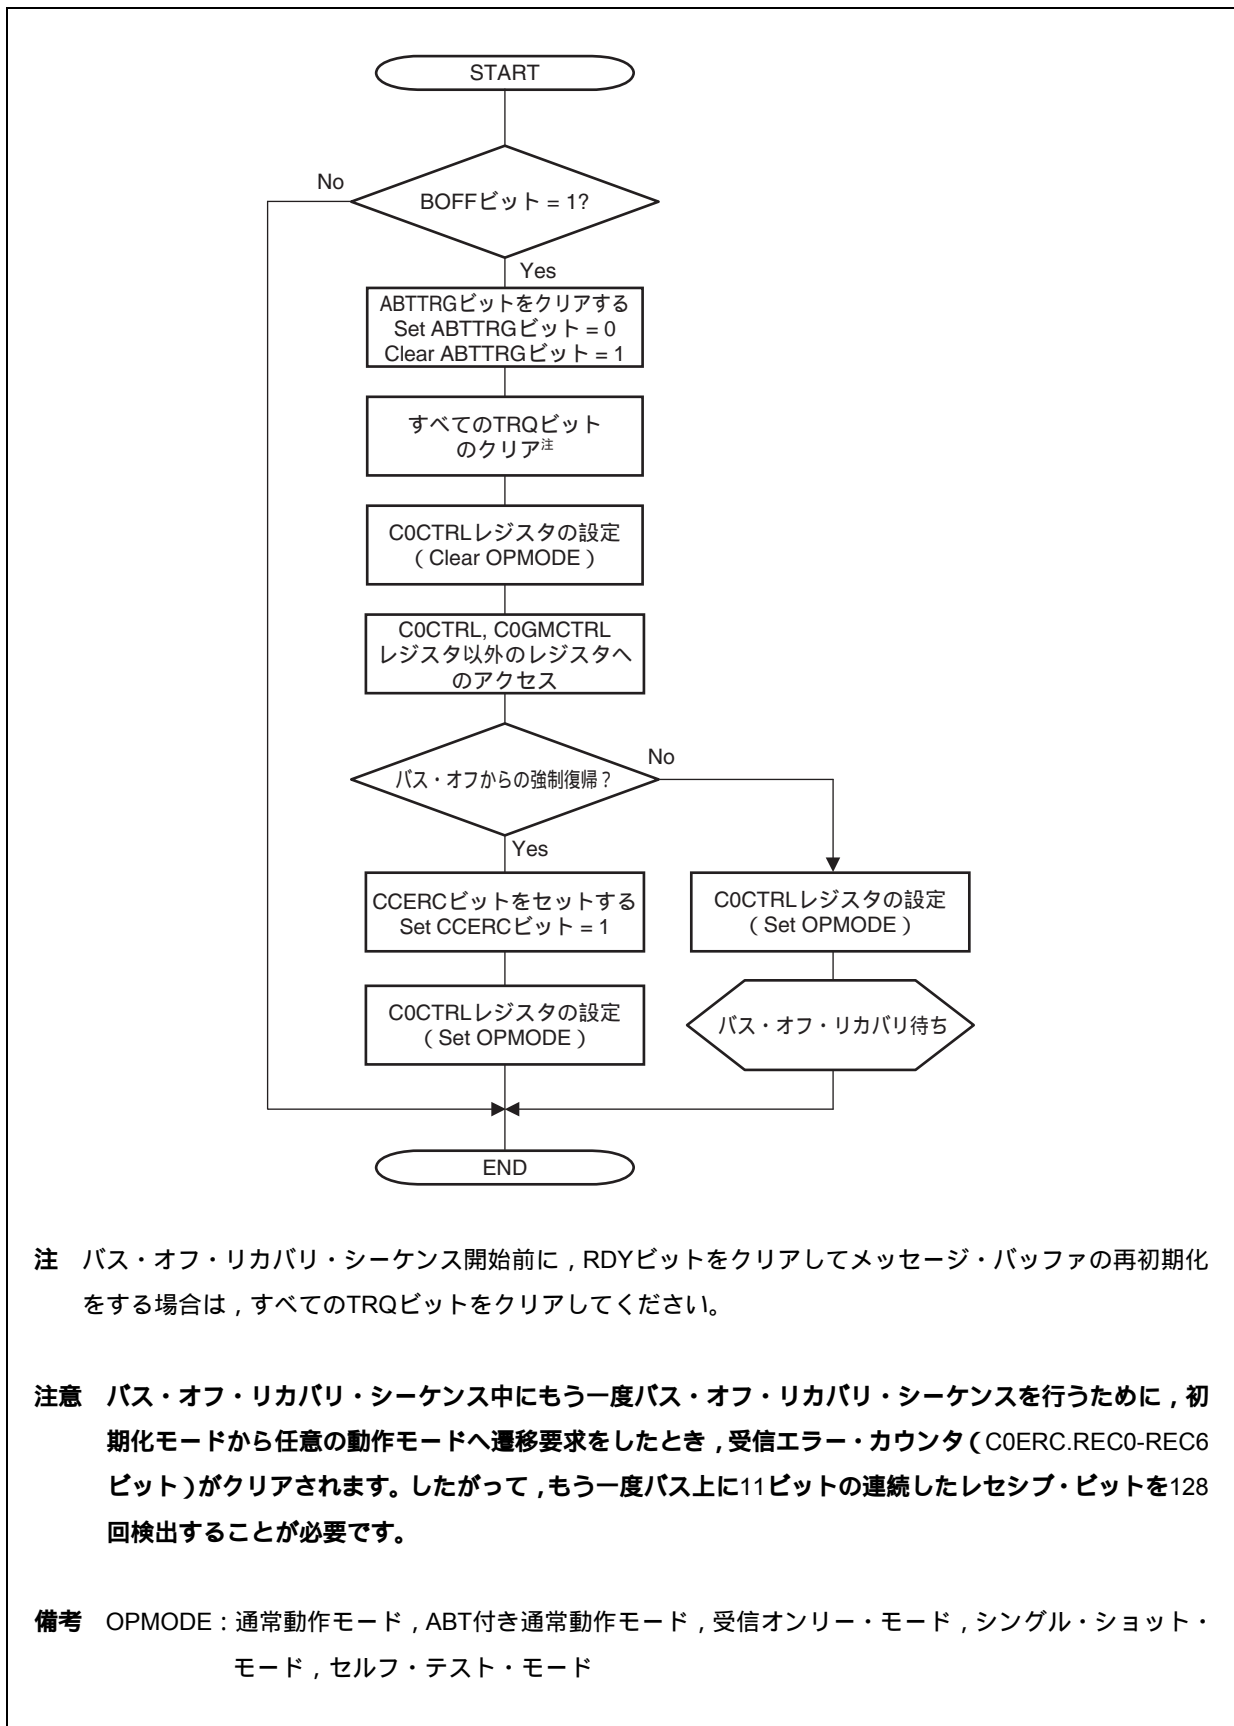 START
No
BOFFビット = 1?
Yes
ABTTRGビットをクリアする
Set ABTTRGビット = 0
Clear ABTTRGビット = 1
すべてのTRQビット
のクリア注
C0CTRLレジスタの設定
（Clear OPMODE）
C0CTRL, C0GMCTRL
レジスタ以外のレジスタへ
のアクセス
No
バス・オフからの強制復帰？
Yes
CCERCビットをセットする
Set CCERCビット = 1
C0CTRLレジスタの設定
（Set OPMODE）
C0CTRLレジスタの設定
（Set OPMODE）
バス・オフ・リカバリ待ち
END
注 バス・オフ・リカバリ・シーケンス開始前に，RDYビットをクリアしてメッセージ・バッファの再初期化
をする場合は，すべてのTRQビットをクリアしてください。
注意 バス・オフ・リカバリ・シーケンス中にもう一度バス・オフ・リカバリ・シーケンスを行うために，初
期化モードから任意の動作モードへ遷移要求をしたとき，受信エラー・カウンタ（C0ERC.REC0-REC6
ビット）がクリアされます。したがって，もう一度バス上に11ビットの連続したレセシブ・ビットを128
回検出することが必要です。
備考 OPMODE：通常動作モード，ABT付き通常動作モード，受信オンリー・モード，シングル・ショット・
モード，セルフ・テスト・モード